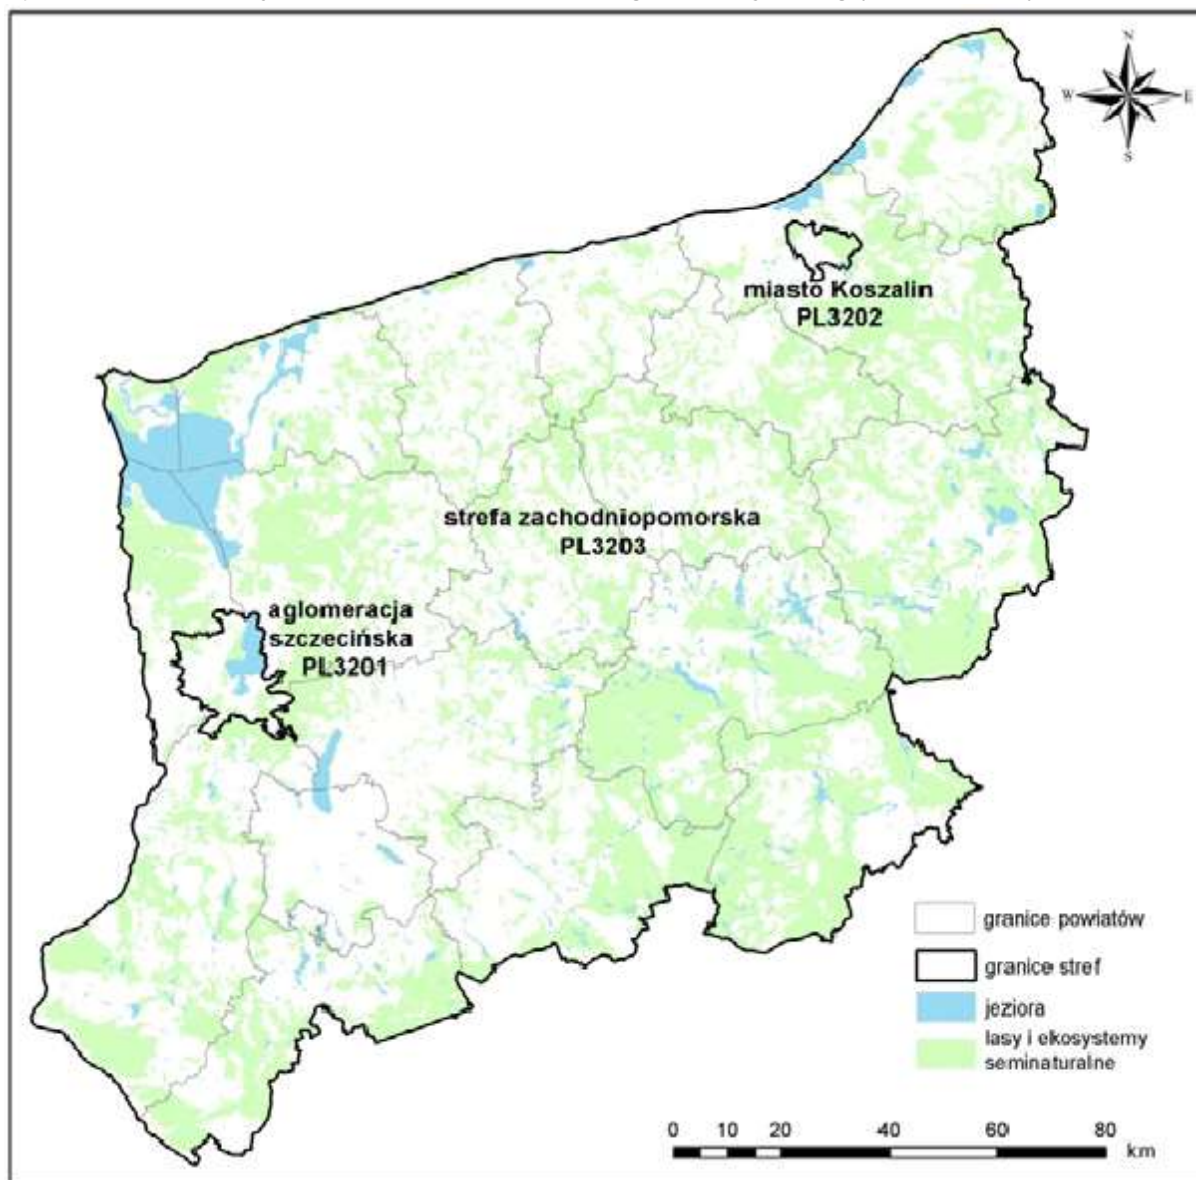 N
W E
S
miasto Koszalin
PL3202
strefa zachodniopomorska
PL3203
aglomeracja
szczecińska
PL3201
granice powiatów
granice stref
jeziora
lasy i ekosystemy
seminaturalne
0 10 20 40 60 80
km